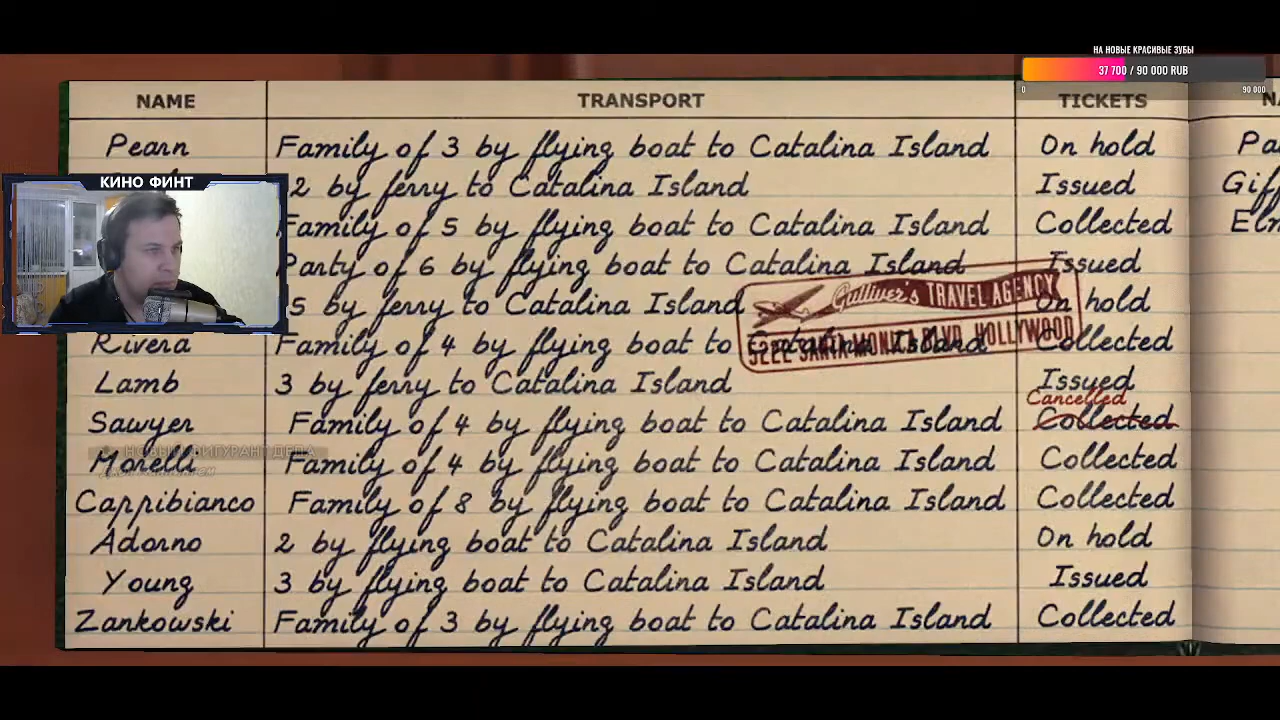 НА НОВЫЕ КРАСИВЫЕ ЗУБЫ
37 700 / 90 000 RUB
0 90 000
NAME TRANSPORT TICKETS
Pearn Family of 3 by flying boat to Catalina Island On hold
КИНО ФИНТ
2 by ferry to Catalina Island Issued
Family of 5 by flying boat to Catalina Island Collected
Party of 6 by flying boat to Catalina Island Issued
Gulliver's TRAVEL AGENCY
5 by ferry to Catalina Island On hold
5222 SANTA MONICA BLVD. HOLLYWOOD
Rivera Family of 4 by flying boat to Catalina Island Collected
Lamb 3 by ferry to Catalina Island Issued
Cancelled
Sawyer Family of 4 by flying boat to Catalina Island Collected
НОВЫЙ ФИГУРАНТ ДЕЛА
Morelli Family of 4 by flying boat to Catalina Island Collected
Cappibianco Family of 8 by flying boat to Catalina Island Collected
Adorno 2 by flying boat to Catalina Island On hold
Young 3 by flying boat to Catalina Island Issued
Zankowski Family of 3 by flying boat to Catalina Island Collected